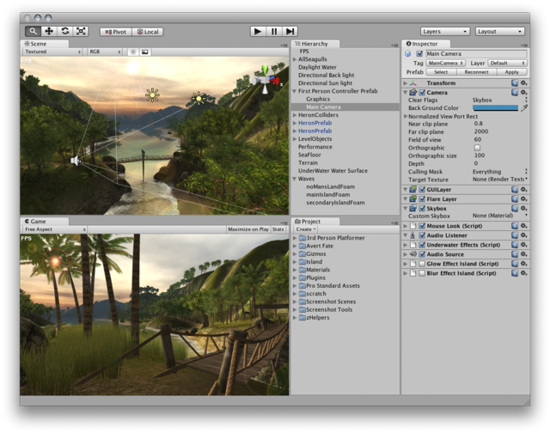 Pivot
Local
Layers
Layout
Scene
Textured
RGB
Hierarchy
FPS
AllSeagulls
Daylight Water
Directional Back light
Directional Sun light
First Person Controller Prefab
Graphics
Main Camera
HeronColliders
HeronPrefab
HeronPrefab
LevelObjects
Performance
SeaFloor
Terrain
UnderWater Water Surface
Waves
noMansLandFoam
mainIslandFoam
secondaryIslandFoam
Game
Free Aspect
Maximize on Play
Stats
FPS
Project
Create
3rd Person Platformer
Avert Fate
Gizmos
Island
Materials
Plugins
Pro Standard Assets
scratch
Screenshot Scenes
Screenshot Tools
zHelpers
Inspector
Main Camera
Tag MainCamera Layer Default
Prefab Select Reconnect Apply
Transform
Camera
Clear Flags Skybox
Back Ground Color
Normalized View Port Rect
Near clip plane 0.8
Far clip plane 2000
Field of view 60
Orthographic
Orthographic size 100
Depth 0
Culling Mask Everything
Target Texture None (Render Text
GUILayer
Flare Layer
Skybox
Custom Skybox None (Material)
Mouse Look (Script)
Audio Listener
Underwater Effects (Script)
Audio Source
Glow Effect Island (Script)
Blur Effect Island (Script)